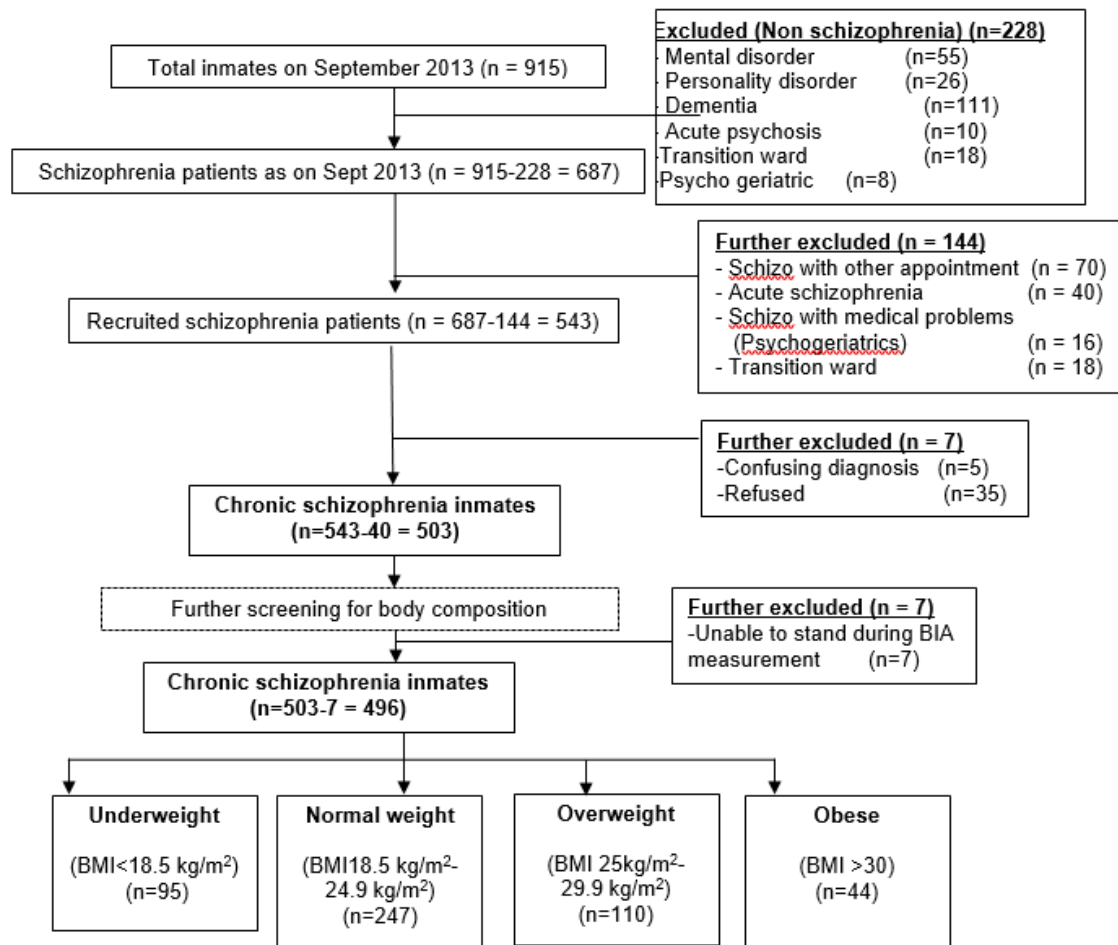 Total inmates on September 2013 (n = 915)
Excluded (Non schizophrenia) (n=228)
- Mental disorder (n=55)
- Personality disorder (n=26)
- Dementia (n=111)
- Acute psychosis (n=10)
-Transition ward (n=18)
-Psycho geriatric (n=8)
Schizophrenia patients as on Sept 2013 (n = 915-228 = 687)
Further excluded (n = 144)
- Schizo with other appointment (n = 70)
- Acute schizophrenia (n = 40)
- Schizo with medical problems
(Psychogeriatrics) (n = 16)
- Transition ward (n = 18)
Recruited schizophrenia patients (n = 687-144 = 543)
Further excluded (n = 7)
-Confusing diagnosis (n=5)
-Refused (n=35)
Chronic schizophrenia inmates
(n=543-40 = 503)
Further screening for body composition
Further excluded (n = 7)
-Unable to stand during BIA
measurement (n=7)
Chronic schizophrenia inmates
(n=503-7 = 496)
Underweight
(BMI<18.5 kg/m²)
(n=95)
Normal weight
(BMI18.5 kg/m²-
24.9 kg/m²)
(n=247)
Overweight
(BMI 25kg/m²-
29.9 kg/m²)
(n=110)
Obese
(BMI >30)
(n=44)